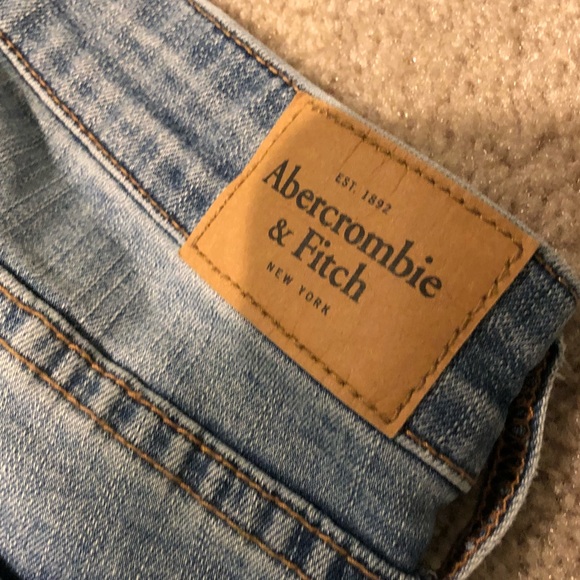 EST. 1892
Abercrombie
& Fitch
NEW YORK